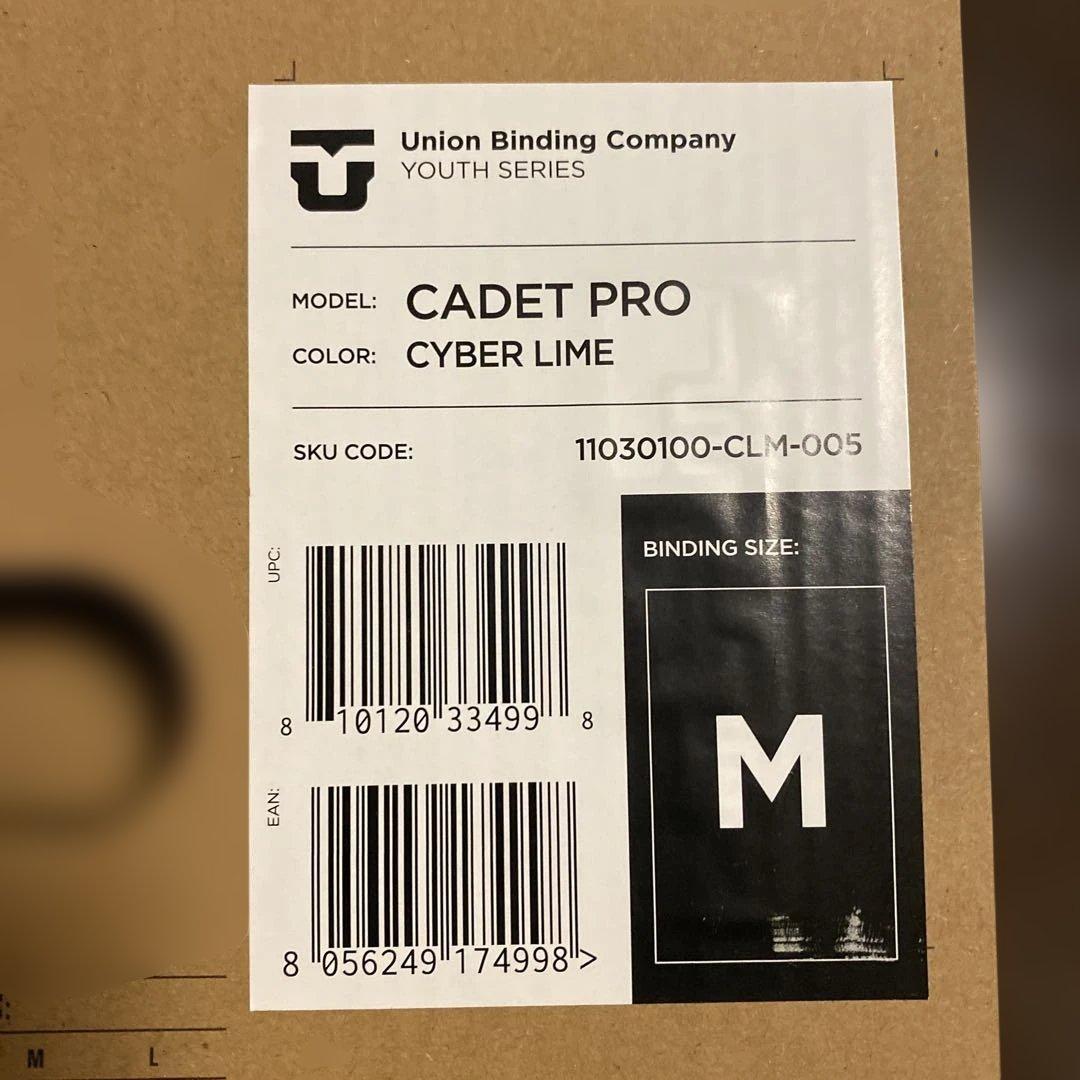 Union Binding Company
YOUTH SERIES
MODEL: CADET PRO
COLOR: CYBER LIME
SKU CODE: 11030100-CLM-005
UPC:
8 10120 33499 8
BINDING SIZE:
M
EAN:
8 056249 174998 >
M L